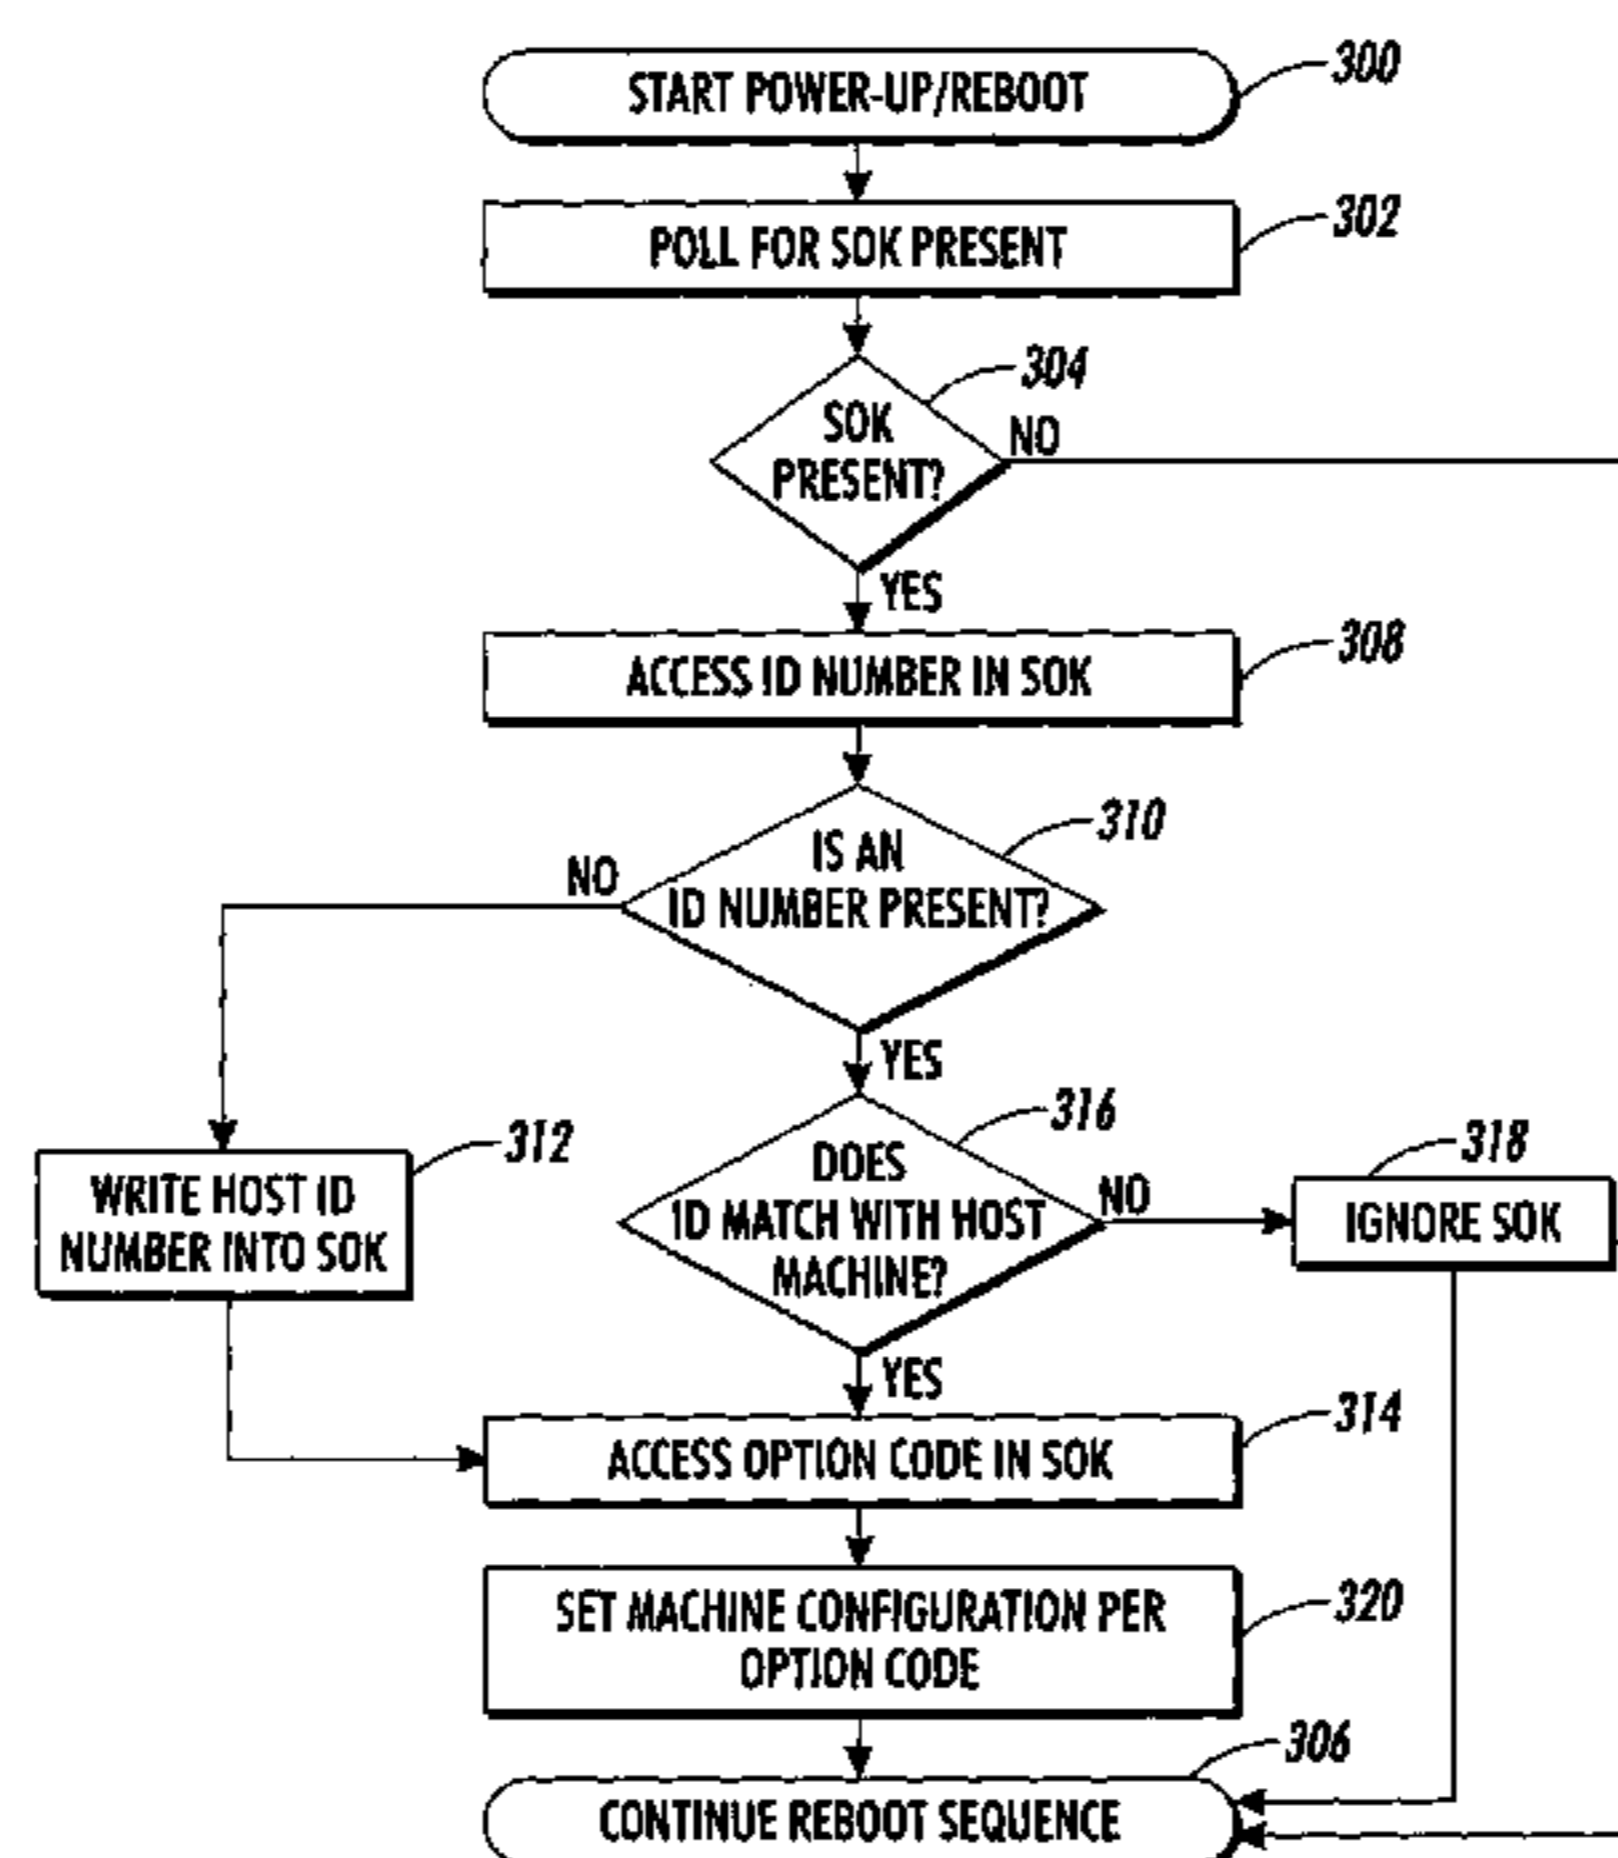 START POWER-UP/REBOOT
300
POLL FOR SOK PRESENT
302
304
SOK
PRESENT?
NO
YES
ACCESS ID NUMBER IN SOK
308
310
IS AN
ID NUMBER PRESENT?
NO
YES
312
WRITE HOST ID
NUMBER INTO SOK
316
DOES
ID MATCH WITH HOST
MACHINE?
NO
318
IGNORE SOK
YES
314
ACCESS OPTION CODE IN SOK
320
SET MACHINE CONFIGURATION PER
OPTION CODE
306
CONTINUE REBOOT SEQUENCE